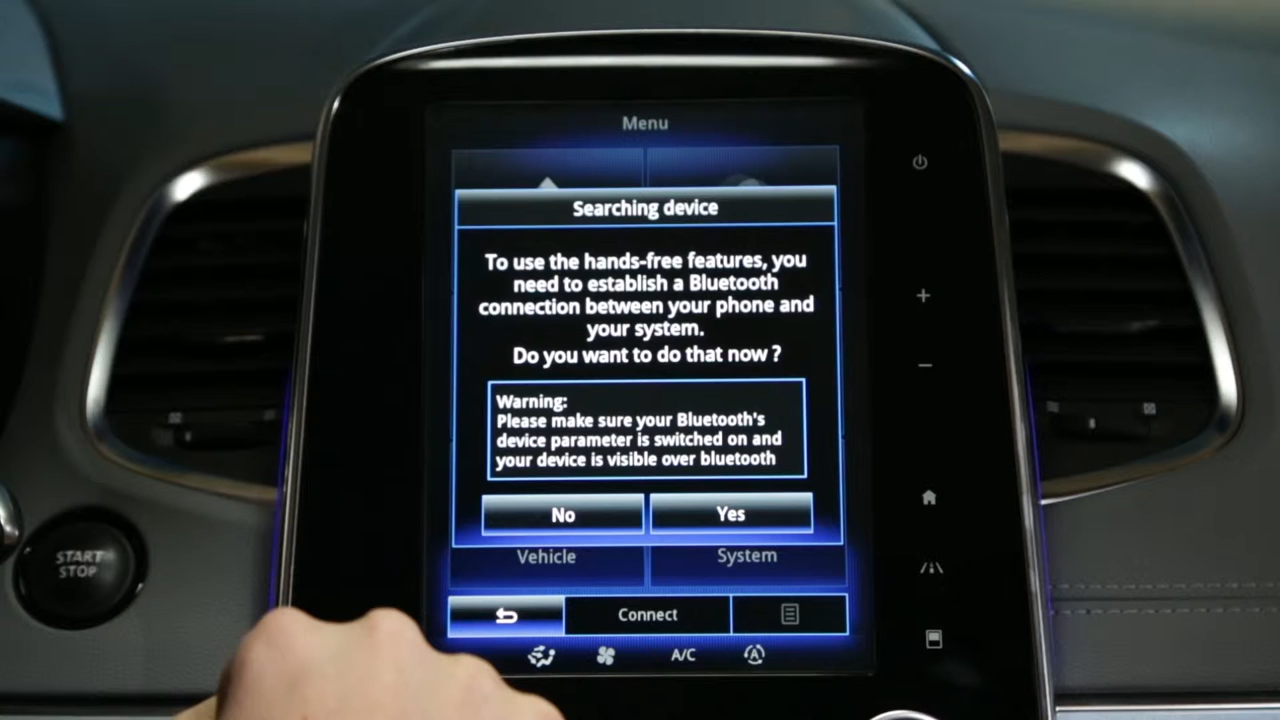 Menu
Searching device
To use the hands-free features, you
need to establish a Bluetooth
connection between your phone and
your system.
Do you want to do that now ?
Warning:
Please make sure your Bluetooth's
device parameter is switched on and
your device is visible over bluetooth
No
Yes
Vehicle
System
Connect
A/C
START
STOP